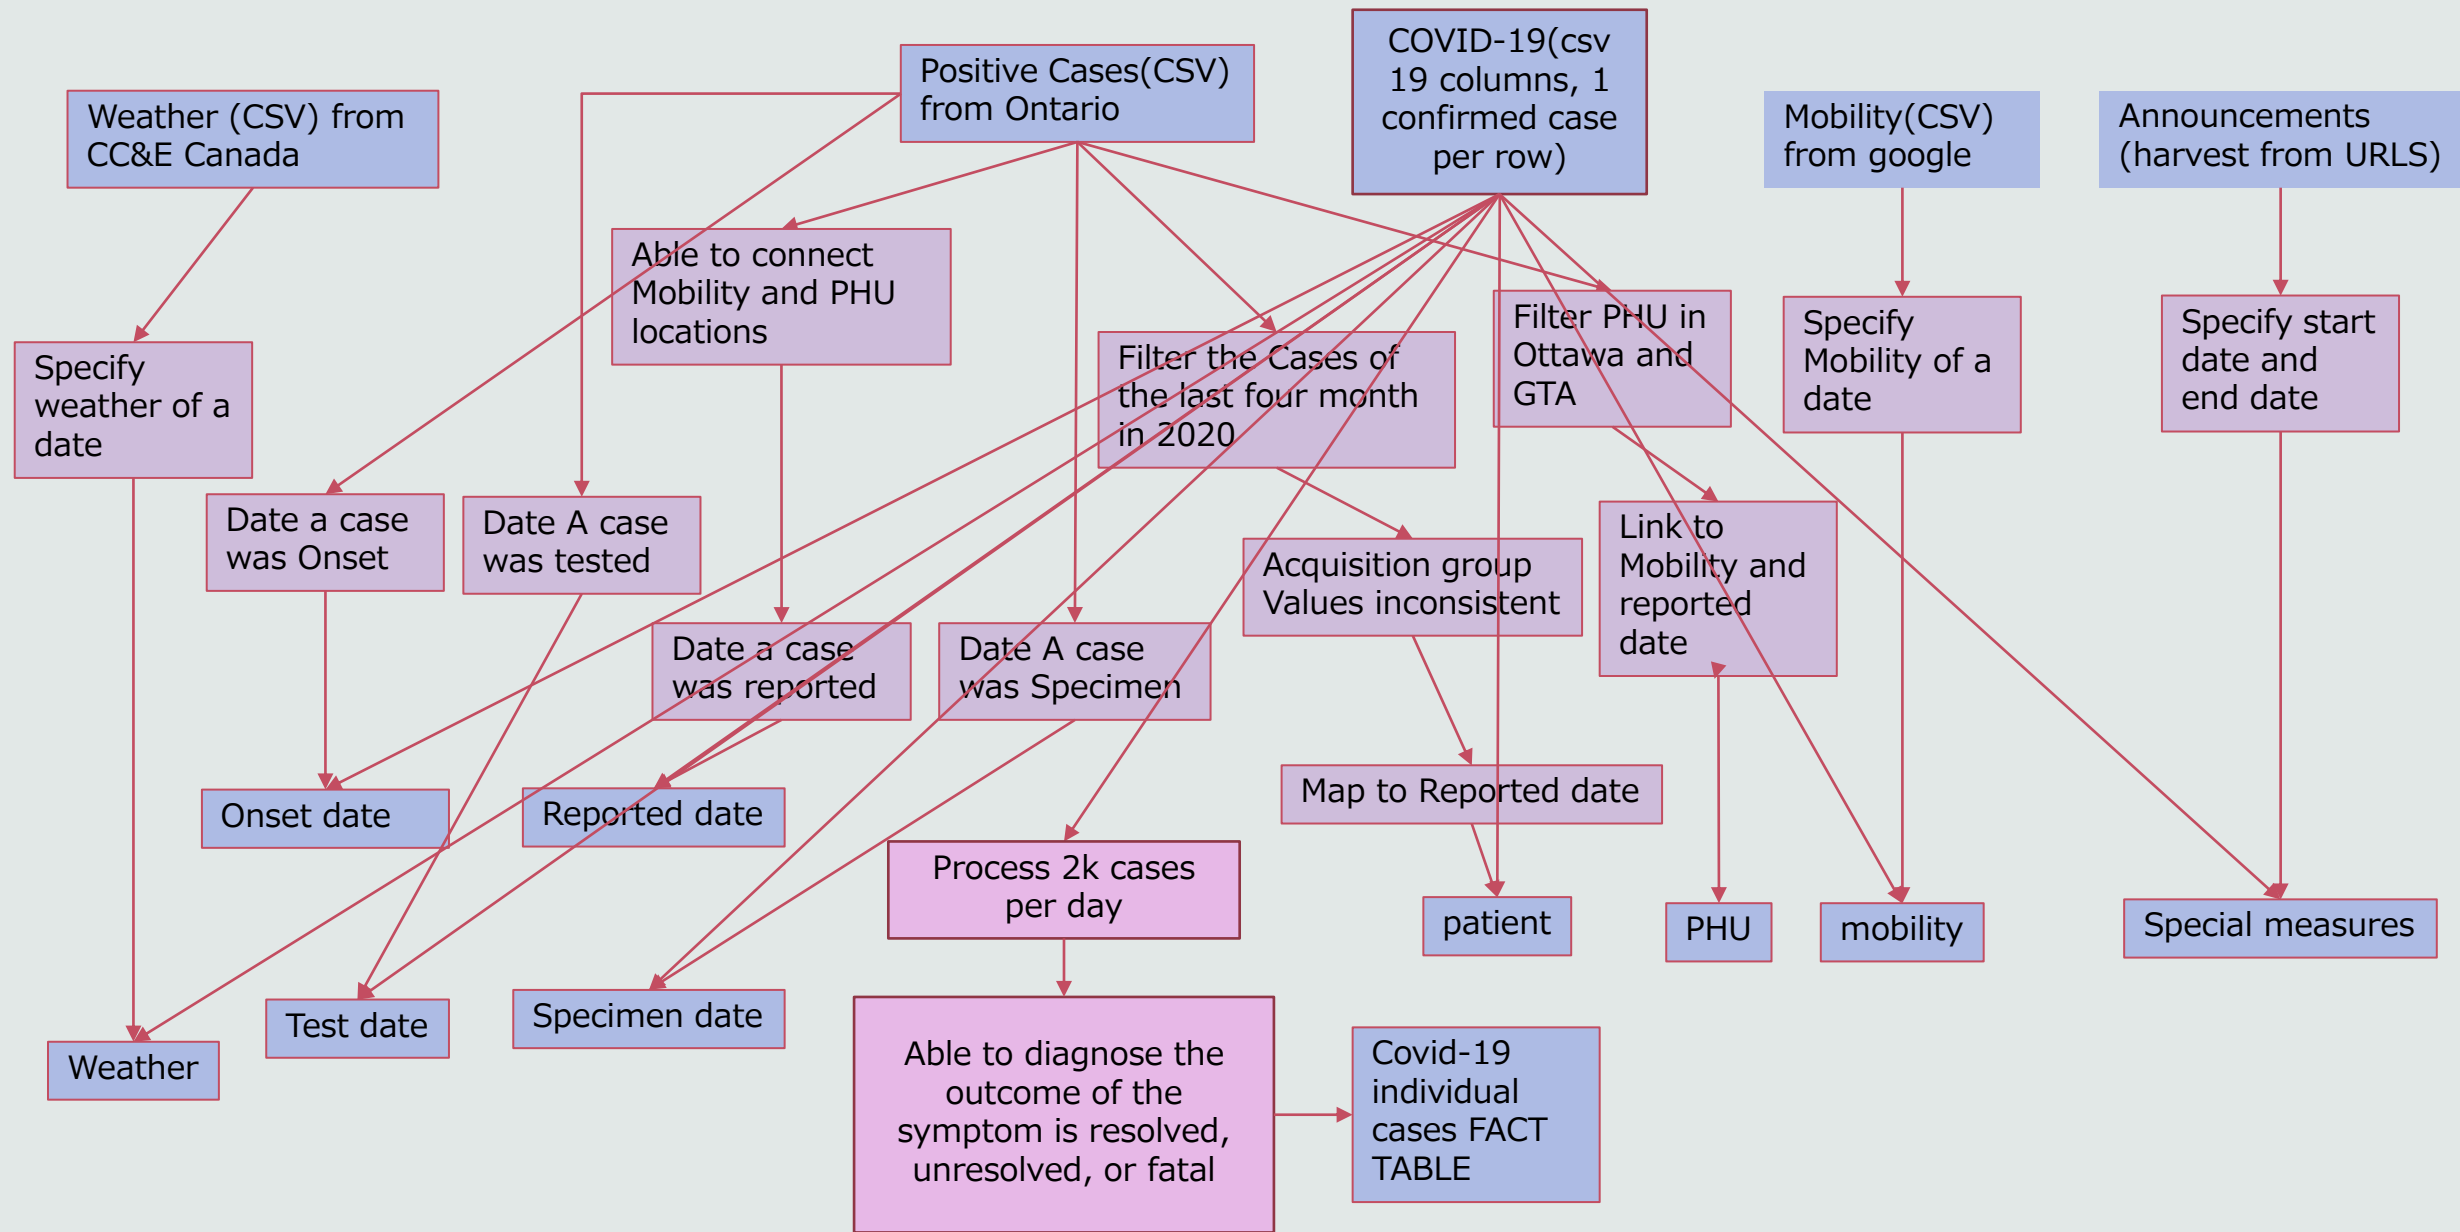 Weather (CSV) from
CC&E Canada
Positive Cases(CSV)
from Ontario
COVID-19(csv
19 columns, 1
confirmed case
per row)
Mobility(CSV)
from google
Announcements
(harvest from URLS)
Specify
weather of a
date
Able to connect
Mobility and PHU
locations
Filter the Cases of
the last four month
in 2020
Filter PHU in
Ottawa and
GTA
Specify
Mobility of a
date
Specify start
date and
end date
Date a case
was Onset
Date A case
was tested
Date a case
was reported
Date A case
was Specimen
Acquisition group
Values inconsistent
Link to
Mobility and
reported
date
Onset date
Reported date
Map to Reported date
Process 2k cases
per day
patient
PHU
mobility
Special measures
Weather
Test date
Specimen date
Able to diagnose the
outcome of the
symptom is resolved,
unresolved, or fatal
Covid-19
individual
cases FACT
TABLE